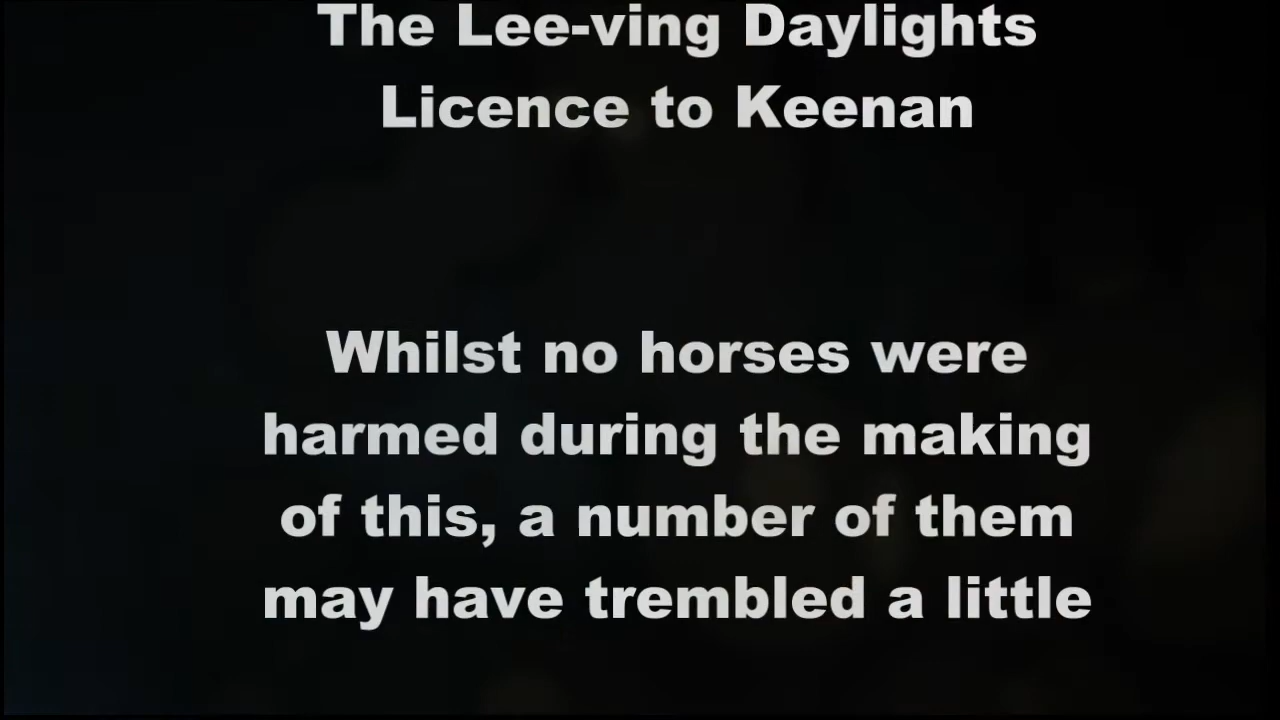 The Lee-ving Daylights
Licence to Keenan
Whilst no horses were
harmed during the making
of this, a number of them
may have trembled a little